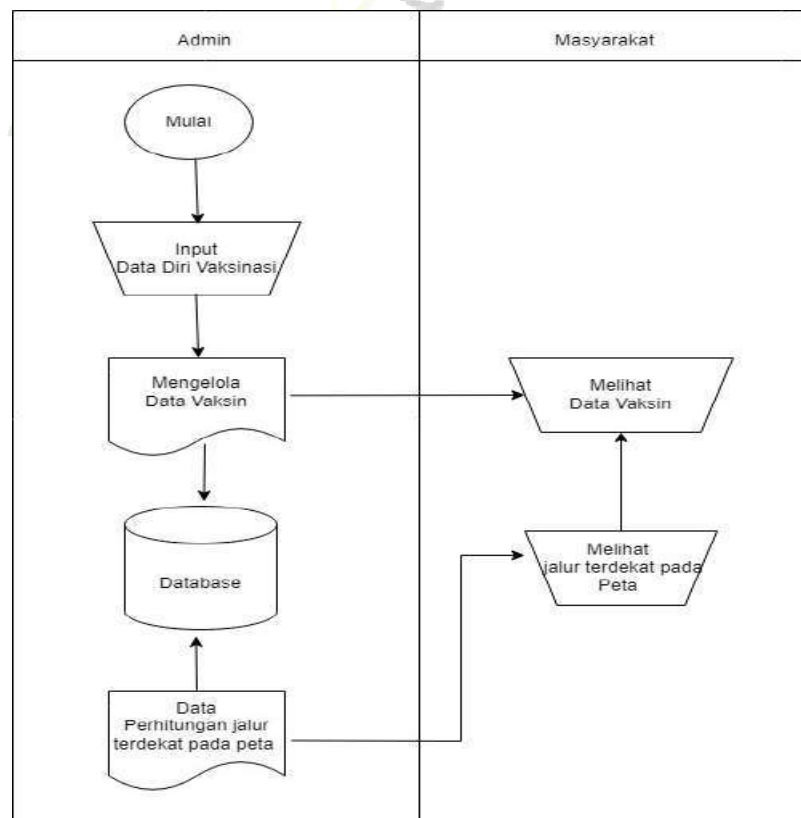 Admin
Masyarakat
Mulai
Input
Data Diri Vaksinasi
Mengelola
Data Vaksin
Melihat
Data Vaksin
Database
Melihat
jalur terdekat pada
Peta
Data
Perhitungan jalur
terdekat pada peta